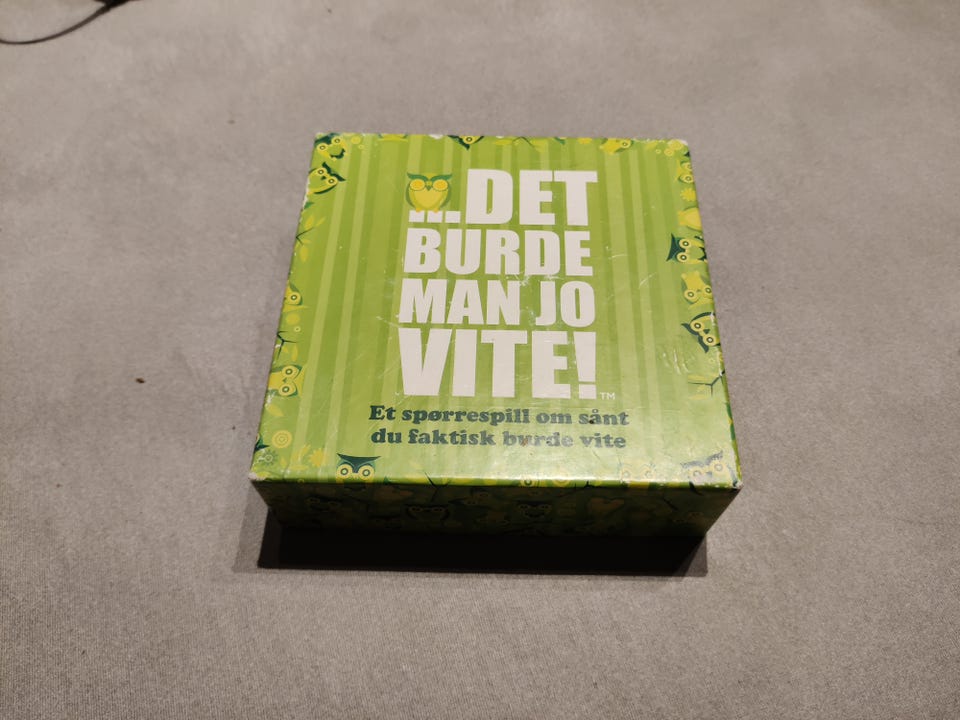 ...DET
BURDE
MAN JO
VITE!™
Et spørrespill om sånt
du faktisk burde vite